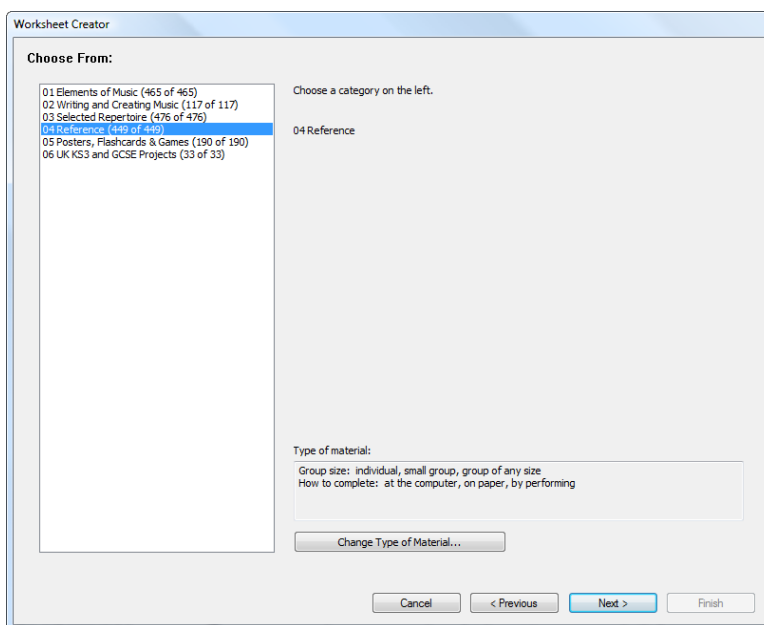 Worksheet Creator
Choose From:
01 Elements of Music (465 of 465)
02 Writing and Creating Music (117 of 117)
03 Selected Repertoire (476 of 476)
04 Reference (449 of 449)
05 Posters, Flashcards & Games (190 of 190)
06 UK KS3 and GCSE Projects (33 of 33)
Choose a category on the left.
04 Reference
Type of material:
Group size: individual, small group, group of any size
How to complete: at the computer, on paper, by performing
Change Type of Material...
Cancel
< Previous
Next >
Finish